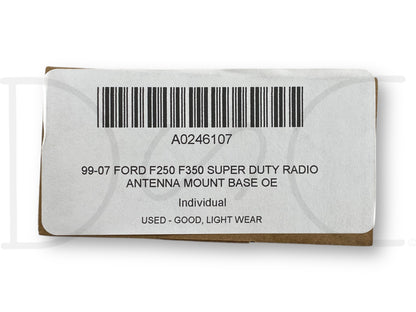 A0246107
99-07 FORD F250 F350 SUPER DUTY RADIO
ANTENNA MOUNT BASE OE
Individual
USED - GOOD, LIGHT WEAR